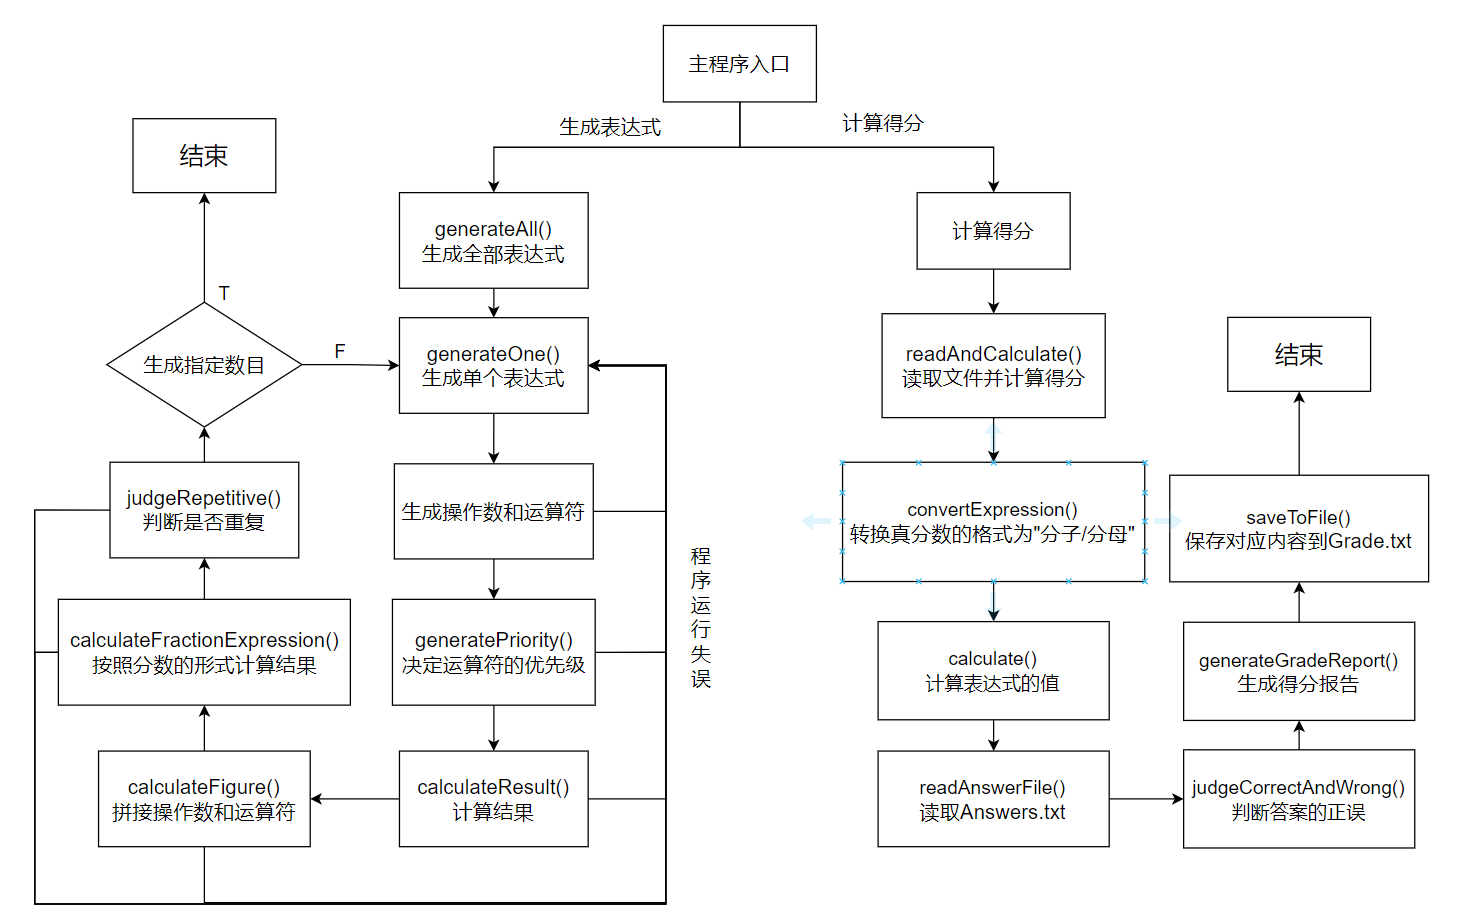 主程序入口
生成表达式
计算得分
结束
generateAll()
生成全部表达式
计算得分
T
生成指定数目
F
generateOne()
生成单个表达式
readAndCalculate()
读取文件并计算得分
结束
judgeRepetitive()
判断是否重复
生成操作数和运算符
convertExpression()
转换真分数的格式为"分子/分母"
saveToFile()
保存对应内容到Grade.txt
程
序
运
行
失
误
calculateFractionExpression()
按照分数的形式计算结果
generatePriority()
决定运算符的优先级
calculate()
计算表达式的值
generateGradeReport()
生成得分报告
calculateFigure()
拼接操作数和运算符
calculateResult()
计算结果
readAnswerFile()
读取Answers.txt
judgeCorrectAndWrong()
判断答案的正误